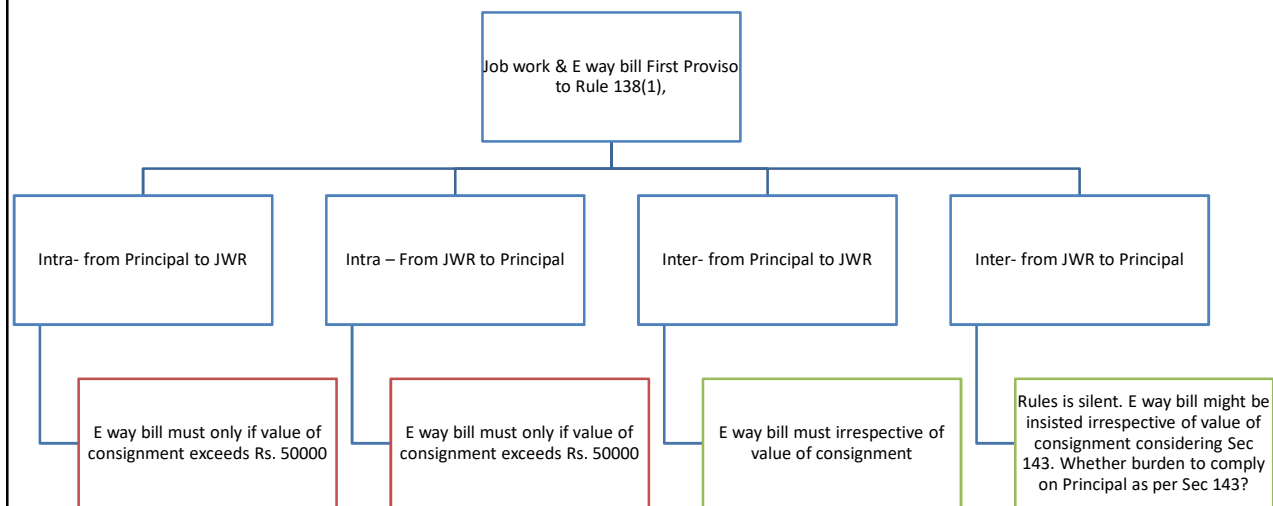 Job work & E way bill First Proviso
to Rule 138(1),
Intra- from Principal to JWR
Intra – From JWR to Principal
Inter- from Principal to JWR
Inter- from JWR to Principal
E way bill must only if value of
consignment exceeds Rs. 50000
E way bill must only if value of
consignment exceeds Rs. 50000
E way bill must irrespective of
value of consignment
Rules is silent. E way bill might be
insisted irrespective of value of
consignment considering Sec
143. Whether burden to comply
on Principal as per Sec 143?